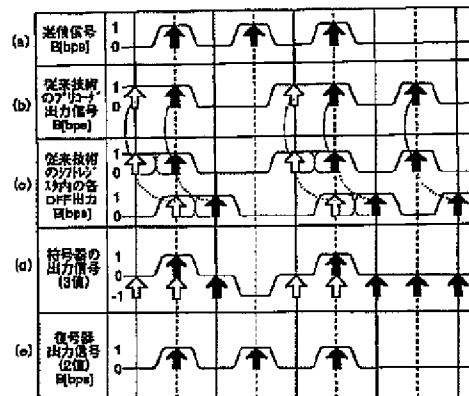 (a) 送信信号 B[bps] 1 0
(b) 従来技術のプリコーダ出力信号 B[bps] 1 0
(c) 従来技術のシフトレジスタ内の各DFF出力 B[bps] 1 0 1 0
(d) 符号器の出力信号 (3値) 1 0 -1
(e) 復号器出力信号 (2値) B[bps] 1 0